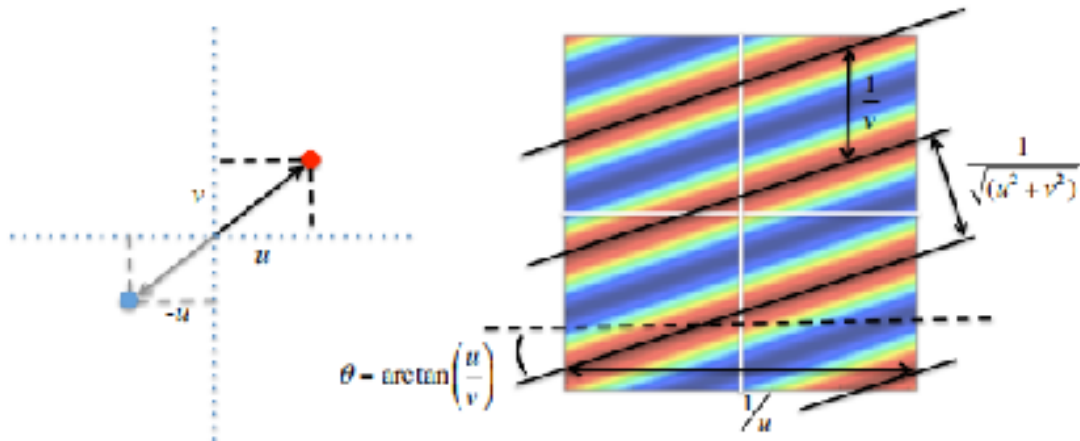 v
u
-u
1/v
1/√(u² + v²)
θ = arctan(u/v)
1/u